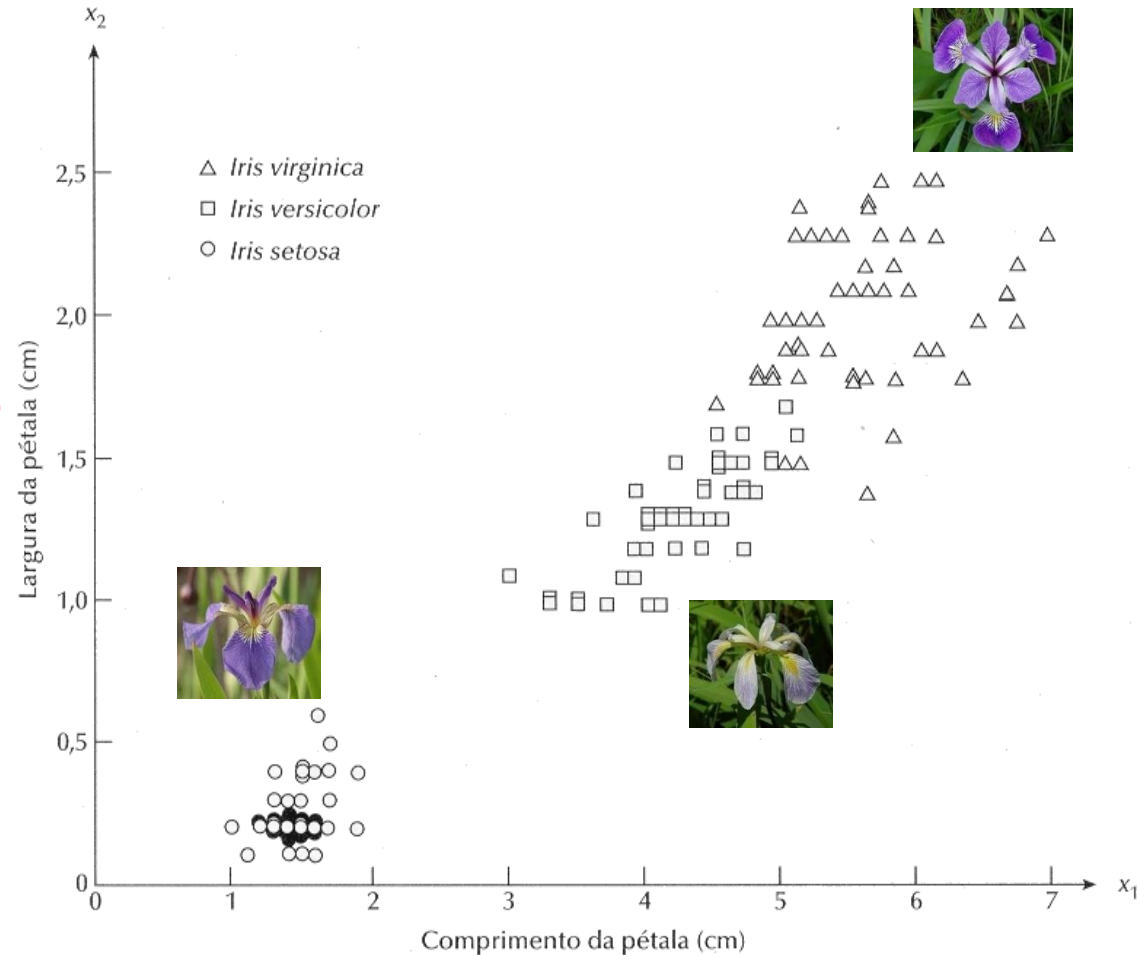 x2
2,5
2,0
1,5
1,0
0,5
0
Largura da pétala (cm)
Iris virginica
Iris versicolor
Iris setosa
0 1 2 3 4 5 6 7
x1
Comprimento da pétala (cm)